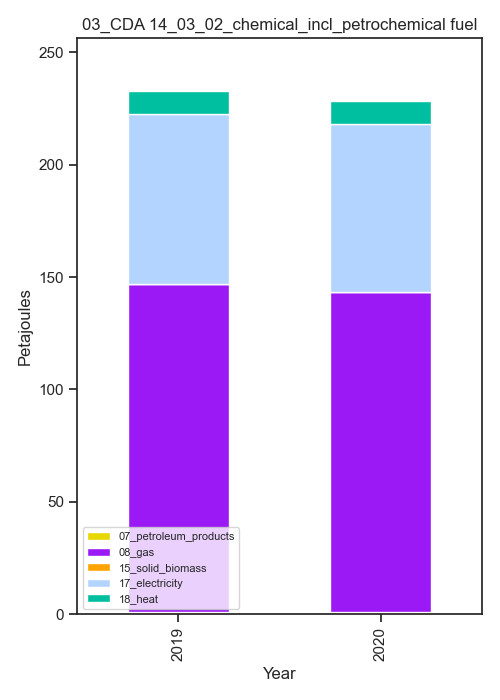 03_CDA 14_03_02_chemical_incl_petrochemical fuel
250
200
150
100
50
0
Petajoules
07_petroleum_products
08_gas
15_solid_biomass
17_electricity
18_heat
2019
2020
Year